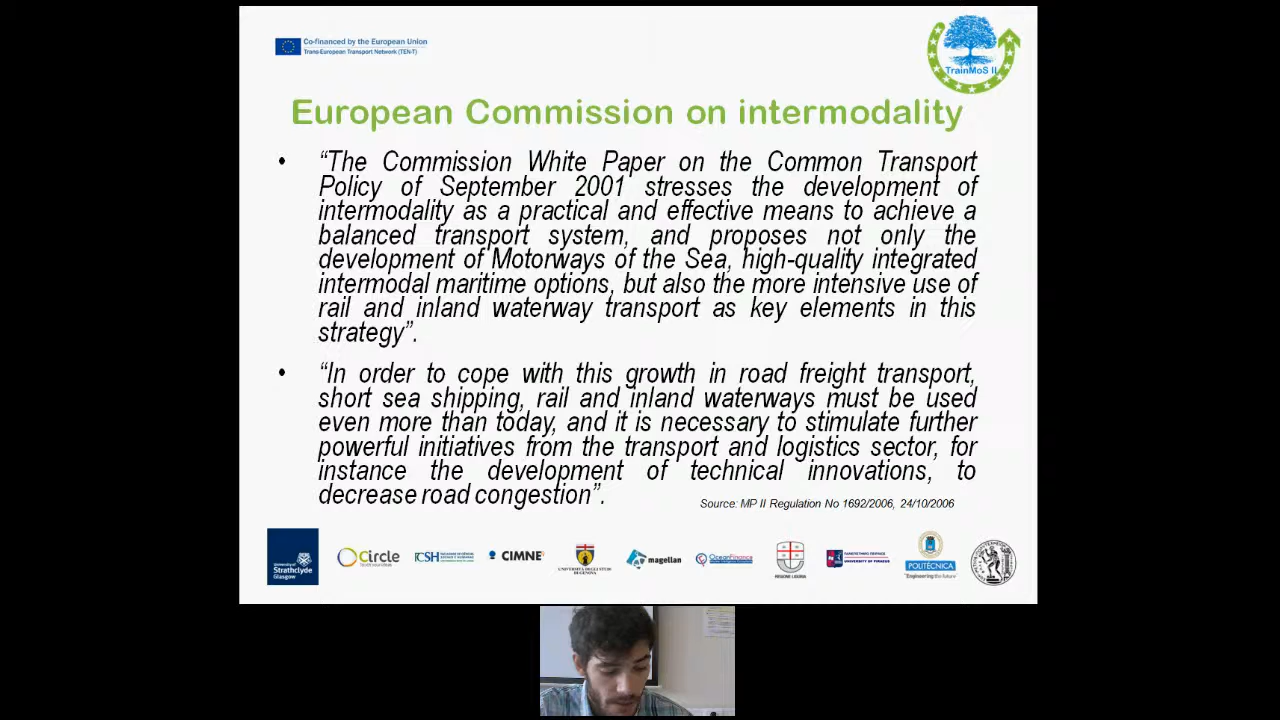 Co-financed by the European Union
Trans-European Transport Network (TEN-T)
TrainMoS II
European Commission on intermodality
• “The Commission White Paper on the Common Transport
Policy of September 2001 stresses the development of
intermodality as a practical and effective means to achieve a
balanced transport system, and proposes not only the
development of Motorways of the Sea, high-quality integrated
intermodal maritime options, but also the more intensive use of
rail and inland waterway transport as key elements in this
strategy”.
• “In order to cope with this growth in road freight transport,
short sea shipping, rail and inland waterways must be used
even more than today, and it is necessary to stimulate further
powerful initiatives from the transport and logistics sector, for
instance the development of technical innovations, to
decrease road congestion”.
Source: MP II Regulation No 1692/2006, 24/10/2006
University of
Strathclyde
Glasgow
Circle
CSH
CIMNE
UNIVERSITÀ DEGLI STUDI
DI GENOVA
magellan
OceanFinance
REGIONE LIGURIA
UNIVERSITY OF PIRAEUS
POLITÉCNICA
"Engineering the future"